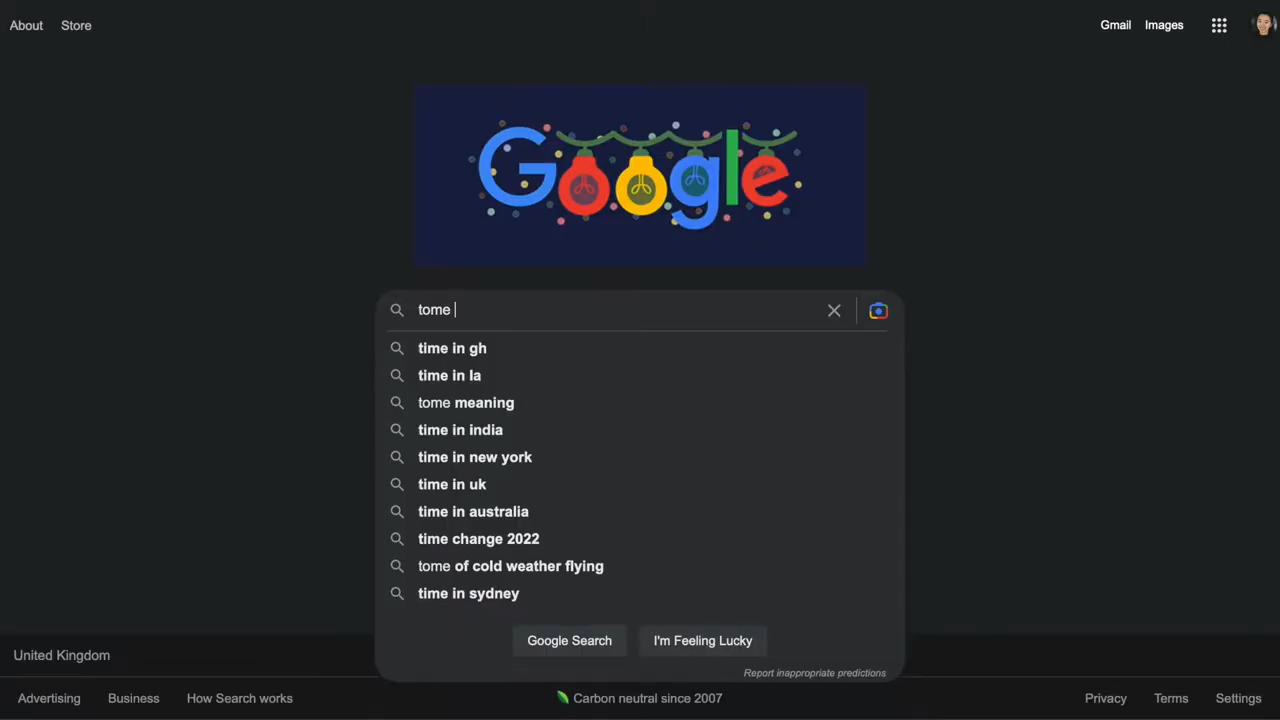 About Store
Gmail Images
Google
tome
time in gh
time in la
tome meaning
time in india
time in new york
time in uk
time in australia
time change 2022
tome of cold weather flying
time in sydney
Google Search I'm Feeling Lucky
Report inappropriate predictions
United Kingdom
Advertising Business How Search works Carbon neutral since 2007 Privacy Terms Settings